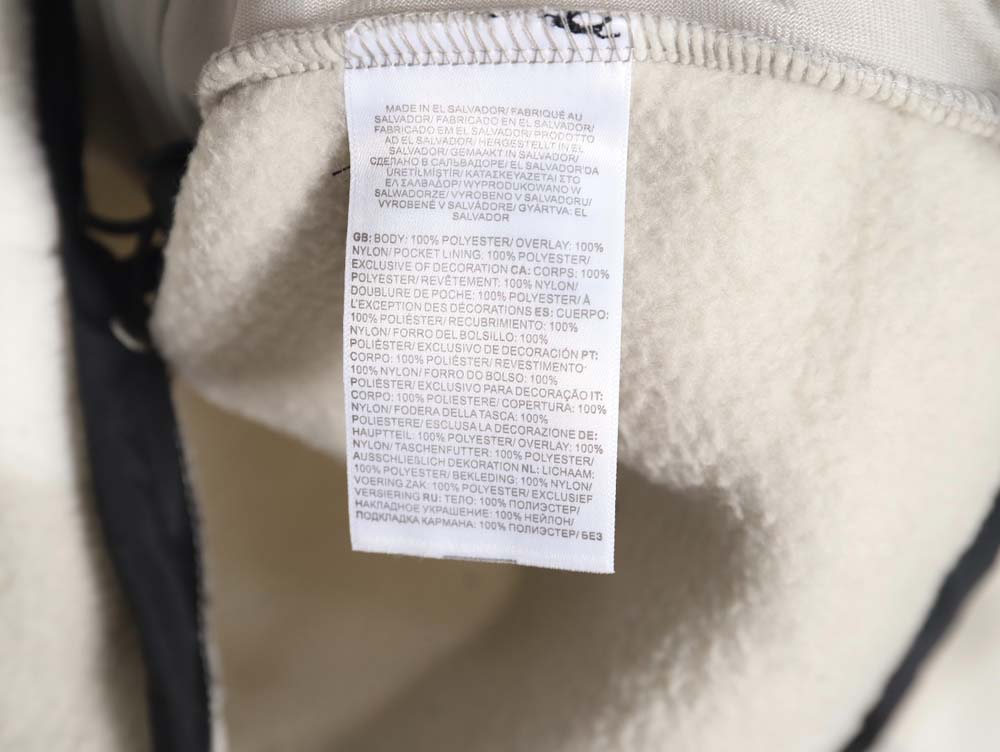 MADE IN EL SALVADOR/ FABRIQUÉ AU
SALVADOR/ FABRICADO EN EL SALVADOR/
FABRICADO EM EL SALVADOR/ PRODOTTO
AD EL SALVADOR/ HERGESTELLT IN EL
SALVADOR/ GEMAAKT IN SALVADOR/
СДЕЛАНО В САЛЬВАДОРЕ/ EL SALVADOR'DA
ÜRETİLMİŞTİR/ ΚΑΤΑΣΚΕΥΑΖΕΤΑΙ ΣΤΟ
ΕΛ ΣΑΛΒΑΔΟΡ/ WYPRODUKOWANO W
SALWADORZE/ VYROBENO V SALVADORU/
VYROBENÉ V SALVÁDORE/ GYÁRTVA: EL
SALVADOR
GB: BODY: 100% POLYESTER/ OVERLAY: 100%
NYLON/ POCKET LINING: 100% POLYESTER/
EXCLUSIVE OF DECORATION CA: CORPS: 100%
POLYESTER/ REVÊTEMENT: 100% NYLON/
DOUBLURE DE POCHE: 100% POLYESTER/ À
L'EXCEPTION DES DÉCORATIONS ES: CUERPO:
100% POLIÉSTER/ RECUBRIMIENTO: 100%
NYLON/ FORRO DEL BOLSILLO: 100%
POLIÉSTER/ EXCLUSIVO DE DECORACIÓN PT:
CORPO: 100% POLIÉSTER/ REVESTIMENTO:
100% NYLON/ FORRO DO BOLSO: 100%
POLIÉSTER/ EXCLUSIVO PARA DECORAÇÃO IT:
CORPO: 100% POLIESTERE/ COPERTURA: 100%
NYLON/ FODERA DELLA TASCA: 100%
POLIESTERE/ ESCLUSA LA DECORAZIONE DE:
HAUPTTEIL: 100% POLYESTER/ OVERLAY: 100%
NYLON/ TASCHENFUTTER: 100% POLYESTER/
AUSSCHLIEßLICH DEKORATION NL: LICHAAM:
100% POLYESTER/ BEKLEDING: 100% NYLON/
VOERING ZAK: 100% POLYESTER/ EXCLUSIEF
VERSIERING RU: ТЕЛО: 100% ПОЛИЭСТЕР/
НАКЛАДНОЕ УКРАШЕНИЕ: 100% НЕЙЛОН/
ПОДКЛАДКА КАРМАНА: 100% ПОЛИЭСТЕР/ БЕЗ